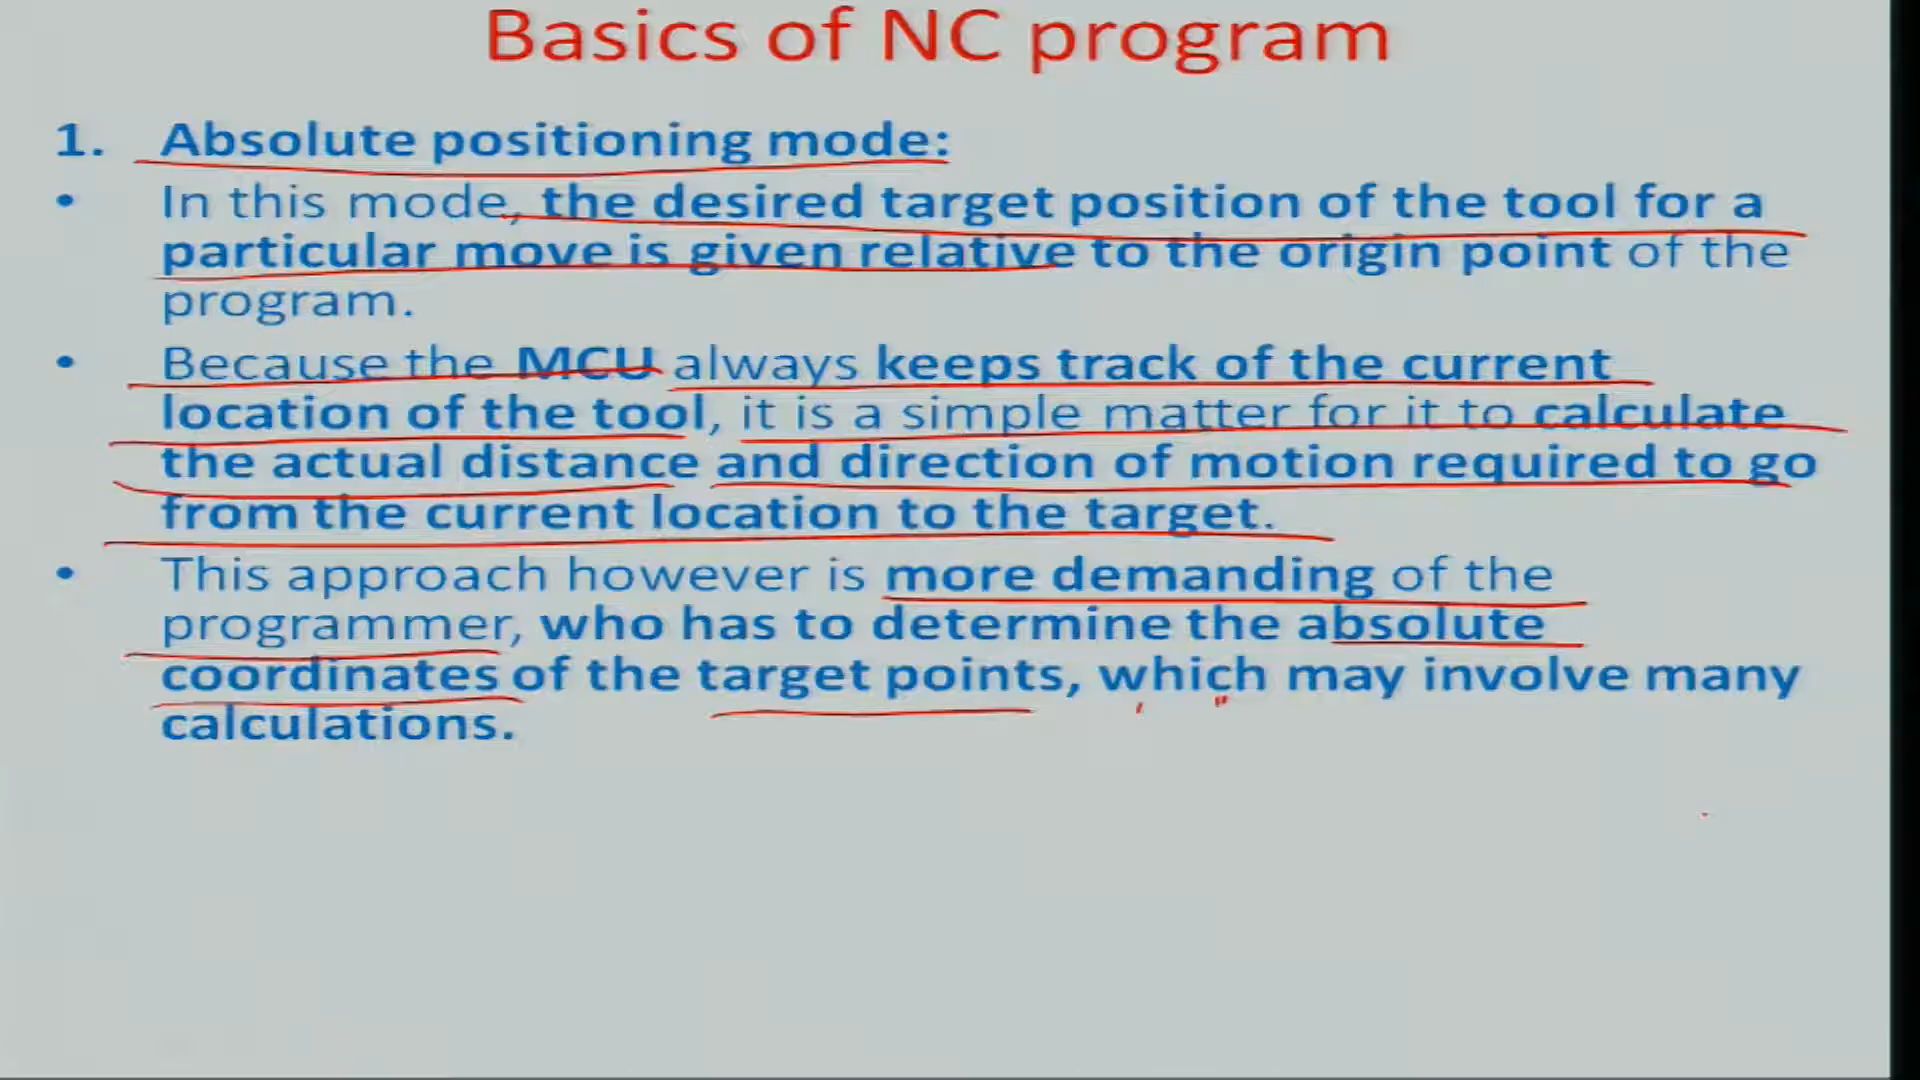 Basics of NC program
1. Absolute positioning mode:
• In this mode, the desired target position of the tool for a
particular move is given relative to the origin point of the
program.
• Because the MCU always keeps track of the current
location of the tool, it is a simple matter for it to calculate
the actual distance and direction of motion required to go
from the current location to the target.
• This approach however is more demanding of the
programmer, who has to determine the absolute
coordinates of the target points, which may involve many
calculations.